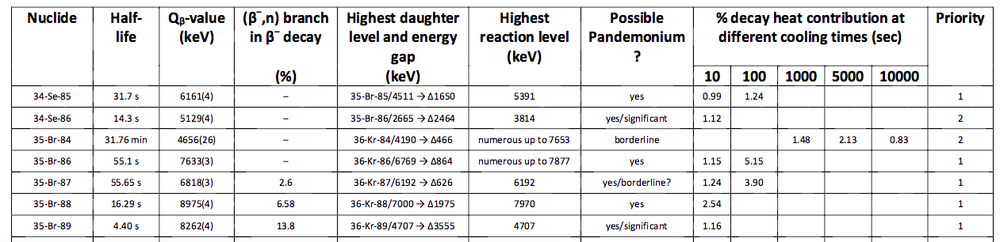 Nuclide Half-life Qβ-value (keV) (β⁻,n) branch in β⁻ decay (%) Highest daughter level and energy gap (keV) Highest reaction level (keV) Possible Pandemonium ? % decay heat contribution at different cooling times (sec) Priority
10 100 1000 5000 10000
34-Se-85 31.7 s 6161(4) – 35-Br-85/4511 → Δ1650 5391 yes 0.99 1.24 1
34-Se-86 14.3 s 5129(4) – 35-Br-86/2665 → Δ2464 3814 yes/significant 1.12 2
35-Br-84 31.76 min 4656(26) – 36-Kr-84/4190 → Δ466 numerous up to 7653 borderline 1.48 2.13 0.83 2
35-Br-86 55.1 s 7633(3) – 36-Kr-86/6769 → Δ864 numerous up to 7877 yes 1.15 5.15 1
35-Br-87 55.65 s 6818(3) 2.6 36-Kr-87/6192 → Δ626 6192 yes/borderline? 1.24 3.90 1
35-Br-88 16.29 s 8975(4) 6.58 36-Kr-88/7000 → Δ1975 7970 yes 2.54 1
35-Br-89 4.40 s 8262(4) 13.8 36-Kr-89/4707 → Δ3555 4707 yes/significant 1.16 1